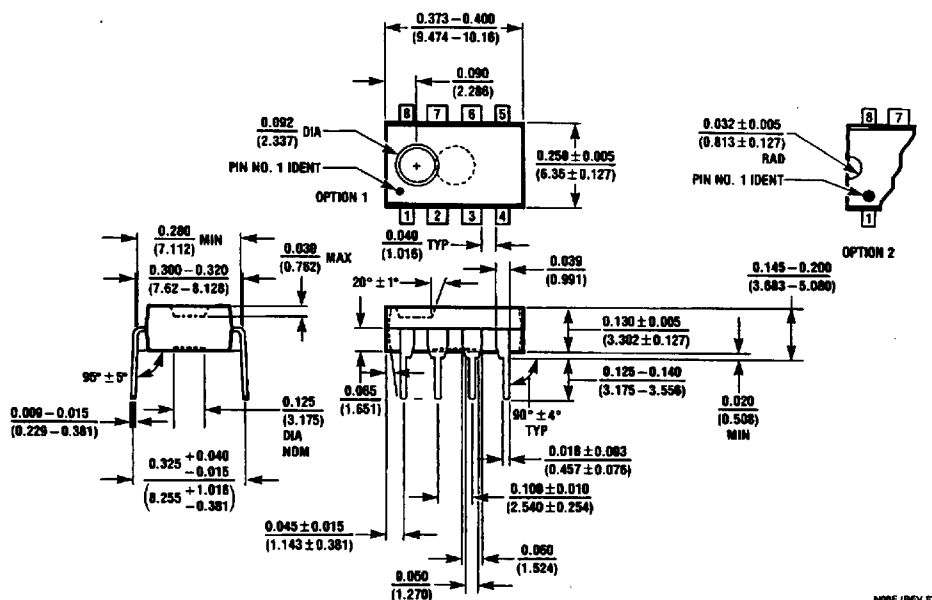 0.373 – 0.400
(9.474 – 10.16)
0.090
(2.286)
8 7 6 5
0.092 DIA
(2.337)
PIN NO. 1 IDENT
OPTION 1
1 2 3 4
0.250 ± 0.005
(6.35 ± 0.127)
0.032 ± 0.005
(0.813 ± 0.127)
RAD
PIN NO. 1 IDENT
8 7
1
OPTION 2
0.280 MIN
(7.112)
0.300 – 0.320
(7.62 – 8.128)
0.030 MAX
(0.762)
0.040 TYP
(1.016)
0.039
(0.991)
20° ± 1°
0.145 – 0.200
(3.683 – 5.080)
0.130 ± 0.005
(3.302 ± 0.127)
0.125 – 0.140
(3.175 – 3.556)
0.020
(0.508)
MIN
95° ± 5°
0.009 – 0.015
(0.229 – 0.381)
0.125
(3.175)
DIA
NOM
0.065
(1.651)
90° ± 4°
TYP
0.018 ± 0.003
(0.457 ± 0.076)
0.325 +0.040 −0.015
(8.255 +1.016 −0.381)
0.100 ± 0.010
(2.540 ± 0.254)
0.045 ± 0.015
(1.143 ± 0.381)
0.060
(1.524)
0.050
(1.270)